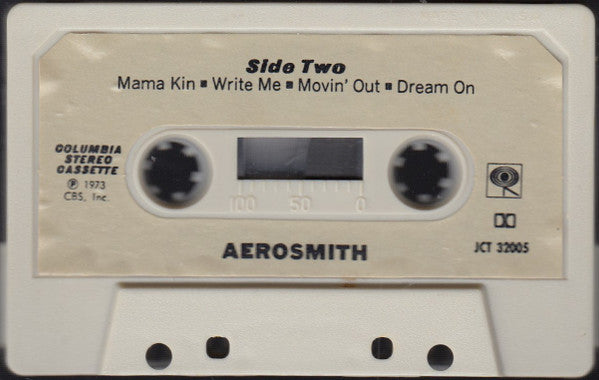 Side Two
Mama Kin ▪ Write Me ▪ Movin' Out ▪ Dream On
COLUMBIA
STEREO
CASSETTE
Ⓟ 1973
CBS, Inc.
100 50 0
AEROSMITH
JCT 32005